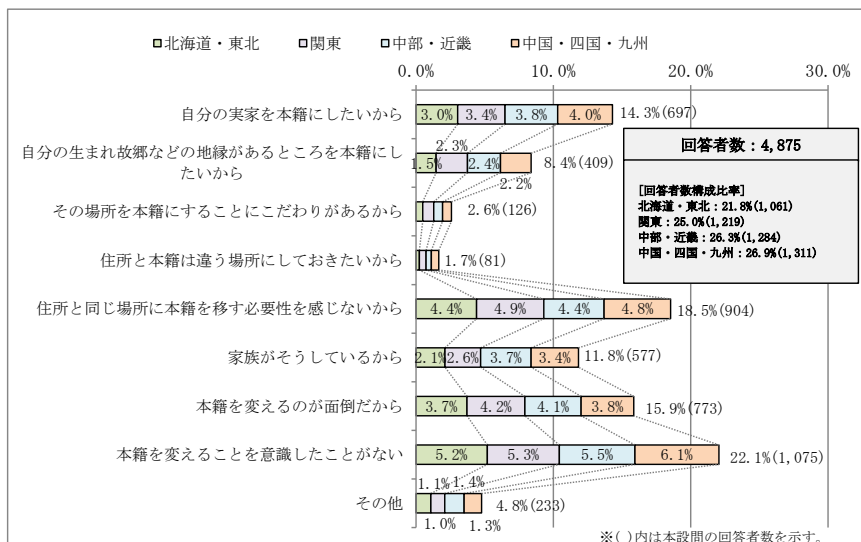 北海道・東北 関東 中部・近畿 中国・四国・九州
0.0% 10.0% 20.0% 30.0%
自分の実家を本籍にしたいから 3.0% 3.4% 3.8% 4.0% 14.3%(697)
自分の生まれ故郷などの地縁があるところを本籍にし
たいから
1.5% 2.3% 2.4% 2.2% 8.4%(409)
その場所を本籍にすることにこだわりがあるから 2.6%(126)
住所と本籍は違う場所にしておきたいから 1.7%(81)
住所と同じ場所に本籍を移す必要性を感じないから 4.4% 4.9% 4.4% 4.8% 18.5%(904)
家族がそうしているから 2.1% 2.6% 3.7% 3.4% 11.8%(577)
本籍を変えるのが面倒だから 3.7% 4.2% 4.1% 3.8% 15.9%(773)
本籍を変えることを意識したことがない 5.2% 5.3% 5.5% 6.1% 22.1%(1,075)
その他 1.1% 1.0% 1.4% 1.3% 4.8%(233)
回答者数:4,875
[回答者数構成比率]
北海道・東北:21.8%(1,061)
関東:25.0%(1,219)
中部・近畿:26.3%(1,284)
中国・四国・九州:26.9%(1,311)
※( )内は本設問の回答者数を示す。